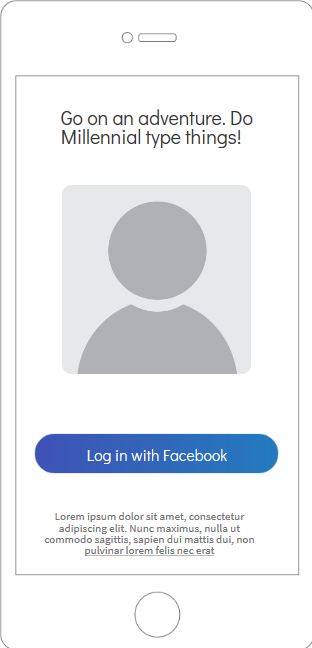 Go on an adventure. Do
Millennial type things!
Log in with Facebook
Lorem ipsum dolor sit amet, consectetur
adipiscing elit. Nunc maximus, nulla ut
commodo sagittis, sapien dui mattis dui, non
pulvinar lorem felis nec erat